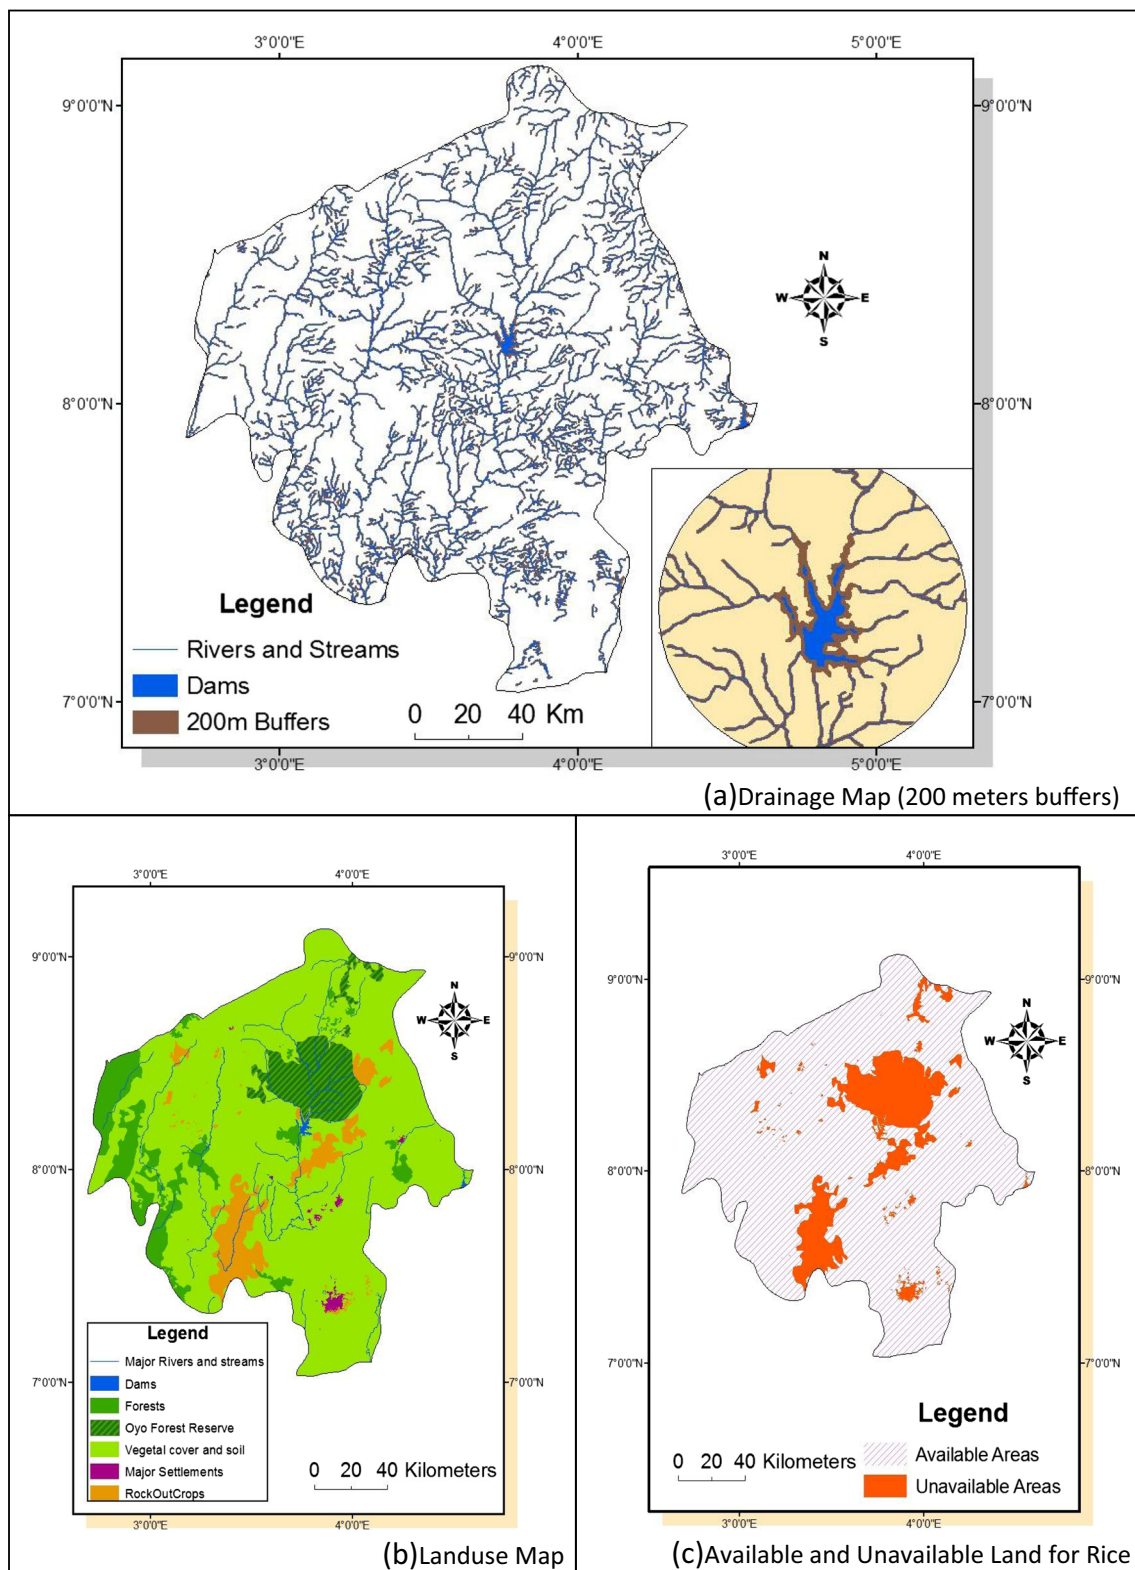 3°0'0"E 4°0'0"E 5°0'0"E
9°0'0"N 9°0'0"N
N
W E
S
8°0'0"N 8°0'0"N
Legend
Rivers and Streams
Dams
200m Buffers
0 20 40 Km
7°0'0"N 7°0'0"N
3°0'0"E 4°0'0"E 5°0'0"E
(a)Drainage Map (200 meters buffers)
3°0'0"E 4°0'0"E
9°0'0"N 9°0'0"N
N
W E
S
8°0'0"N 8°0'0"N
Legend
Major Rivers and streams
Dams
Forests
Oyo Forest Reserve
Vegetal cover and soil
Major Settlements
RockOutCrops
7°0'0"N 7°0'0"N
0 20 40 Kilometers
3°0'0"E 4°0'0"E
(b)Landuse Map
3°0'0"E 4°0'0"E
9°0'0"N 9°0'0"N
N
W E
S
8°0'0"N 8°0'0"N
7°0'0"N 7°0'0"N
Legend
Available Areas
Unavailable Areas
0 20 40 Kilometers
3°0'0"E 4°0'0"E
(c)Available and Unavailable Land for Rice